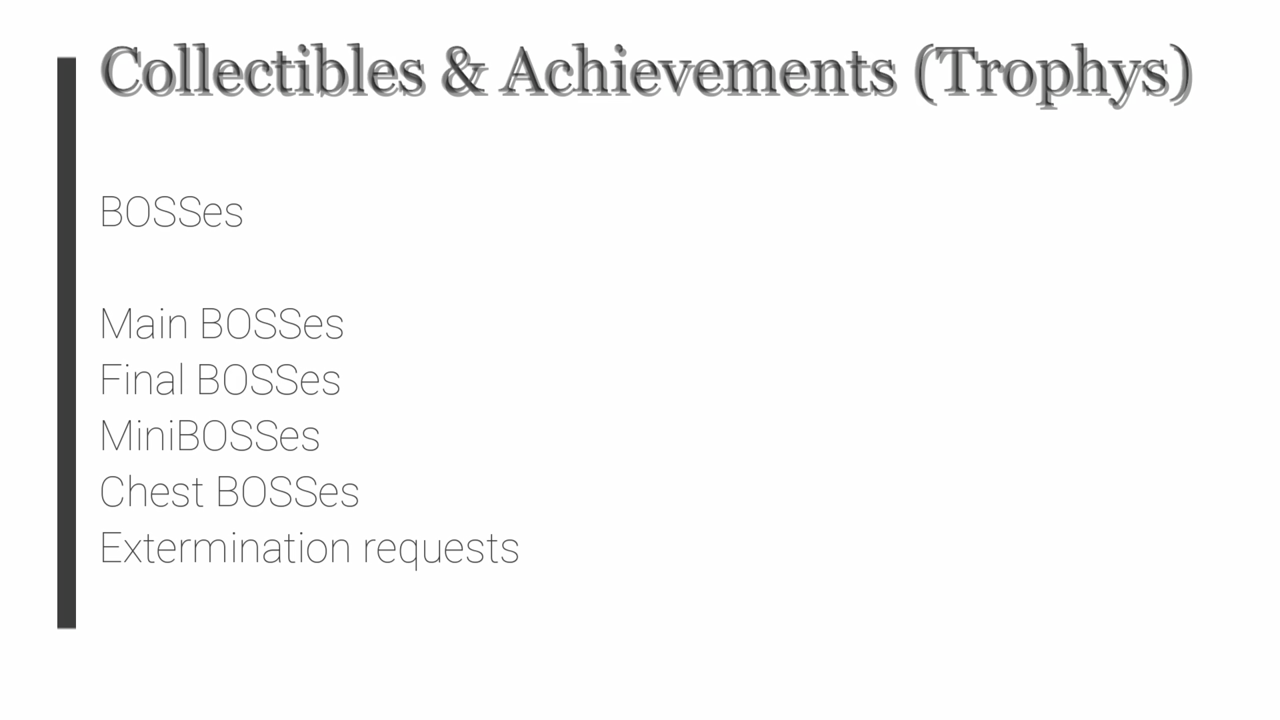 Collectibles & Achievements (Trophys)
BOSSes
Main BOSSes
Final BOSSes
MiniBOSSes
Chest BOSSes
Extermination requests